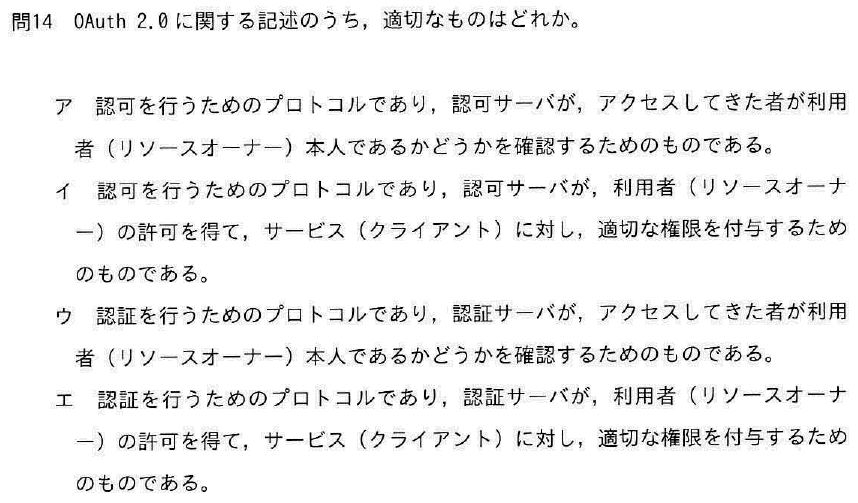 問14 OAuth 2.0に関する記述のうち，適切なものはどれか。
ア 認可を行うためのプロトコルであり，認可サーバが，アクセスしてきた者が利用
者（リソースオーナー）本人であるかどうかを確認するためのものである。
イ 認可を行うためのプロトコルであり，認可サーバが，利用者（リソースオーナ
ー）の許可を得て，サービス（クライアント）に対し，適切な権限を付与するため
のものである。
ウ 認証を行うためのプロトコルであり，認証サーバが，アクセスしてきた者が利用
者（リソースオーナー）本人であるかどうかを確認するためのものである。
エ 認証を行うためのプロトコルであり，認証サーバが，利用者（リソースオーナ
ー）の許可を得て，サービス（クライアント）に対し，適切な権限を付与するため
のものである。